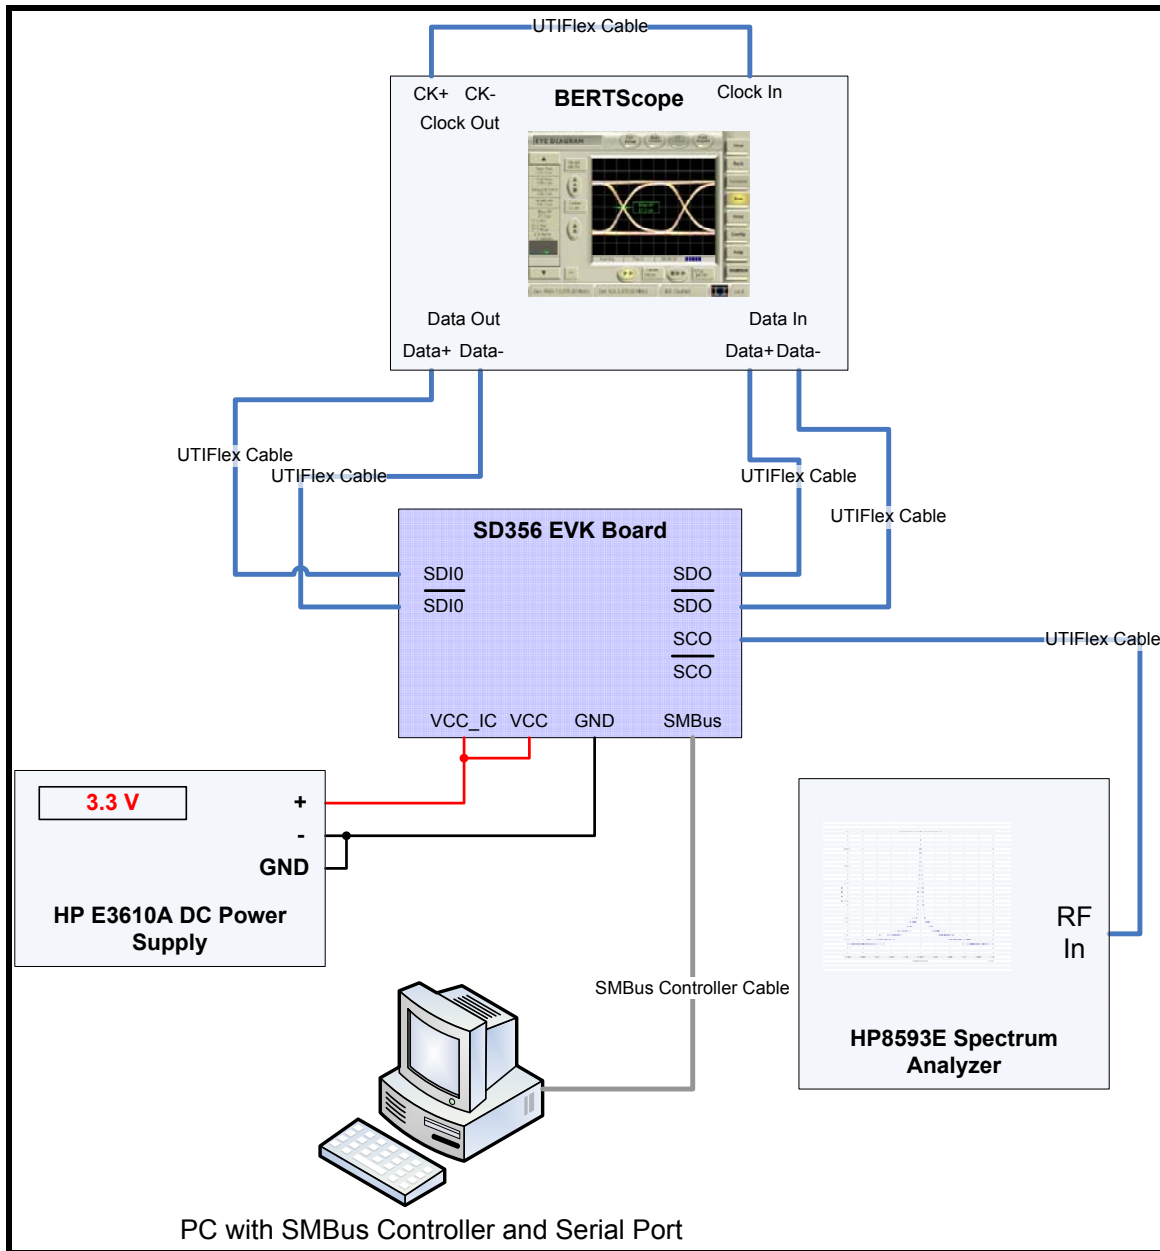 UTIFlex Cable
CK+ CK-
Clock Out
BERTScope
Clock In
EYE DIAGRAM
Data Out
Data In
Data+ Data-
Data+ Data-
UTIFlex Cable
UTIFlex Cable
UTIFlex Cable
UTIFlex Cable
SD356 EVK Board
SDI0
SDO
SDI0
SDO
SCO
SCO
UTIFlex Cable
VCC_IC VCC GND SMBus
3.3 V
+
-
GND
HP E3610A DC Power
Supply
RF
In
SMBus Controller Cable
HP8593E Spectrum
Analyzer
PC with SMBus Controller and Serial Port